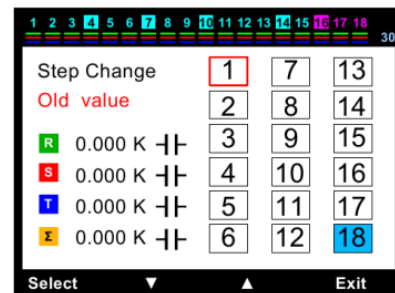 1 2 3 4 5 6 7 8 9 10 11 12 13 14 15 16 17 18
30
Step Change
Old value
R 0.000 K
S 0.000 K
T 0.000 K
Σ 0.000 K
1 7 13
2 8 14
3 9 15
4 10 16
5 11 17
6 12 18
Select ▼ ▲ Exit